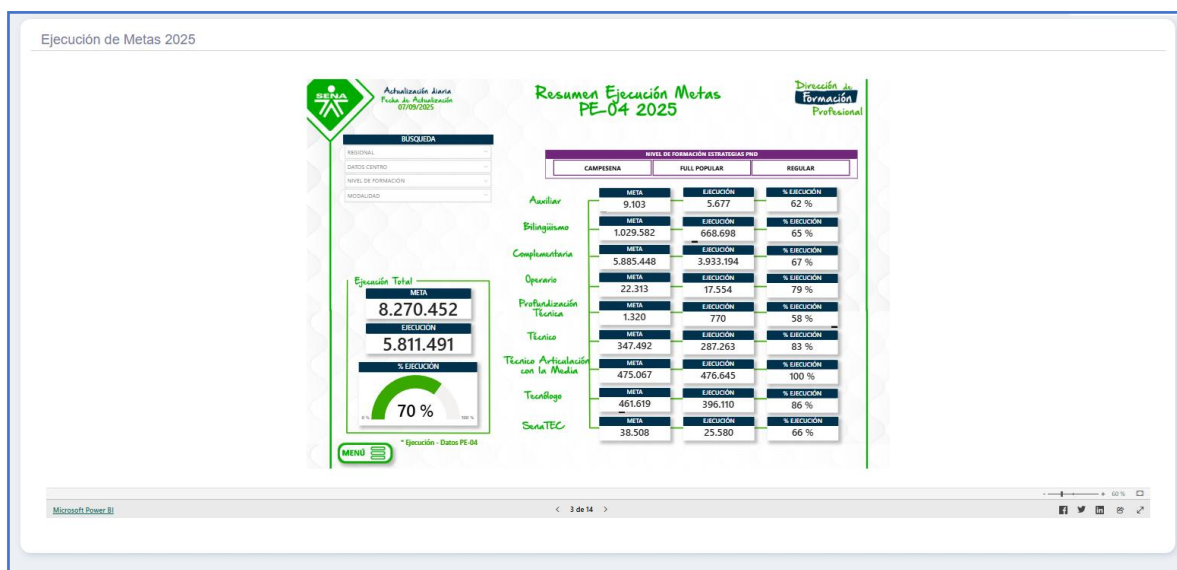 Ejecución de Metas 2025
SENA
Actualización diaria
Fecha de Actualización
07/09/2025
Resumen Ejecución Metas
PE-04 2025
Dirección de
Formación
Profesional
BÚSQUEDA
REGIONAL
DATOS CENTRO
NIVEL DE FORMACIÓN
MODALIDAD
NIVEL DE FORMACIÓN ESTRATEGIAS PND
CAMPESENA FULL POPULAR REGULAR
Auxiliar
META EJECUCIÓN % EJECUCIÓN
9.103 5.677 62 %
Bilingüismo
META EJECUCIÓN % EJECUCIÓN
1.029.582 668.698 65 %
Complementaria
META EJECUCIÓN % EJECUCIÓN
5.885.448 3.933.194 67 %
Operario
META EJECUCIÓN % EJECUCIÓN
22.313 17.554 79 %
Profundización
Técnica
META EJECUCIÓN % EJECUCIÓN
1.320 770 58 %
Técnico
META EJECUCIÓN % EJECUCIÓN
347.492 287.263 83 %
Técnico Articulación
con la Media
META EJECUCIÓN % EJECUCIÓN
475.067 476.645 100 %
Tecnólogo
META EJECUCIÓN % EJECUCIÓN
461.619 396.110 86 %
SenaTEC
META EJECUCIÓN % EJECUCIÓN
38.508 25.580 66 %
Ejecución Total
META
8.270.452
EJECUCIÓN
5.811.491
% EJECUCIÓN
70 %
0 % 100 %
* Ejecución - Datos PE-04
MENÚ
- + 60 %
Microsoft Power BI
< 3 de 14 >